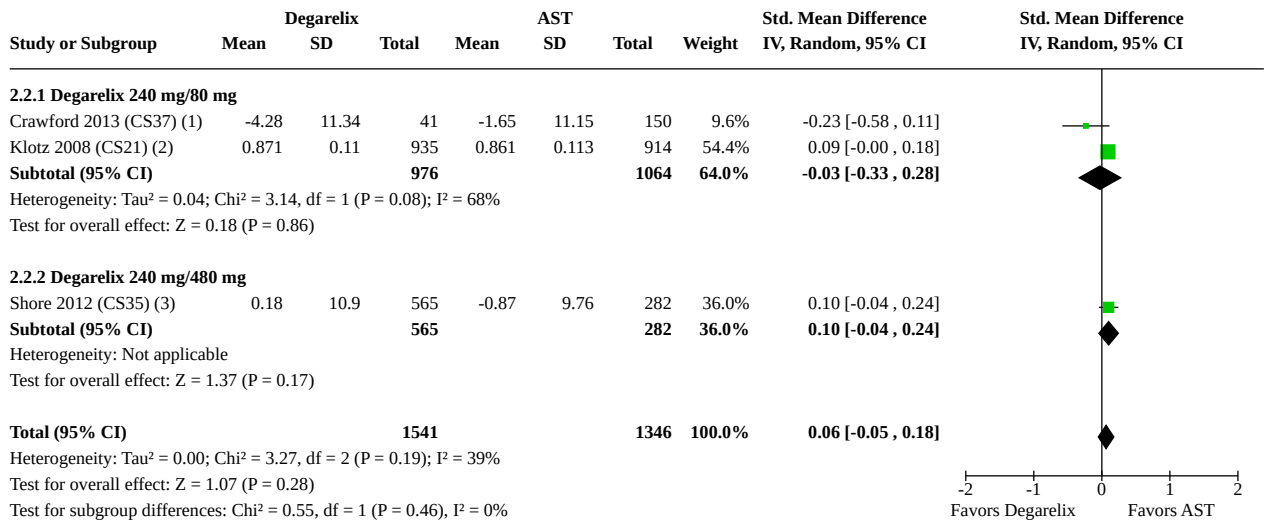 Degarelix AST Std. Mean Difference Std. Mean Difference
Study or Subgroup Mean SD Total Mean SD Total Weight IV, Random, 95% CI IV, Random, 95% CI
2.2.1 Degarelix 240 mg/80 mg
Crawford 2013 (CS37) (1) -4.28 11.34 41 -1.65 11.15 150 9.6% -0.23 [-0.58 , 0.11]
Klotz 2008 (CS21) (2) 0.871 0.11 935 0.861 0.113 914 54.4% 0.09 [-0.00 , 0.18]
Subtotal (95% CI) 976 1064 64.0% -0.03 [-0.33 , 0.28]
Heterogeneity: Tau² = 0.04; Chi² = 3.14, df = 1 (P = 0.08); I² = 68%
Test for overall effect: Z = 0.18 (P = 0.86)
2.2.2 Degarelix 240 mg/480 mg
Shore 2012 (CS35) (3) 0.18 10.9 565 -0.87 9.76 282 36.0% 0.10 [-0.04 , 0.24]
Subtotal (95% CI) 565 282 36.0% 0.10 [-0.04 , 0.24]
Heterogeneity: Not applicable
Test for overall effect: Z = 1.37 (P = 0.17)
Total (95% CI) 1541 1346 100.0% 0.06 [-0.05 , 0.18]
Heterogeneity: Tau² = 0.00; Chi² = 3.27, df = 2 (P = 0.19); I² = 39%
Test for overall effect: Z = 1.07 (P = 0.28)
-2 -1 0 1 2
Test for subgroup differences: Chi² = 0.55, df = 1 (P = 0.46), I² = 0%
Favors Degarelix Favors AST